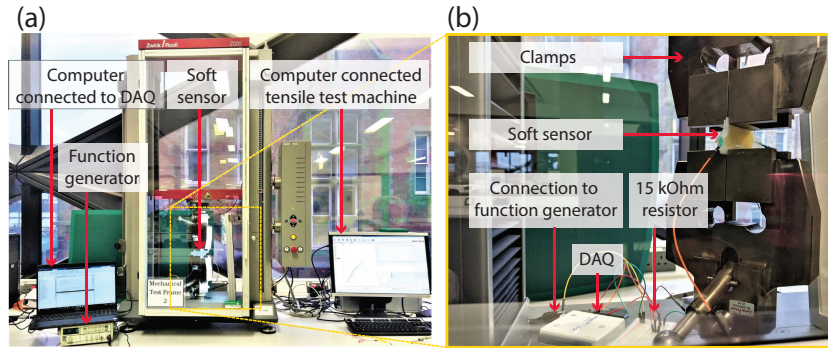 (a)
(b)
Zwick / Roell
Computer
connected to DAQ
Soft
sensor
Computer connected
tensile test machine
Function
generator
Mechanical
Test Frame
2
Clamps
Soft sensor
Connection to
function generator
15 kOhm
resistor
DAQ